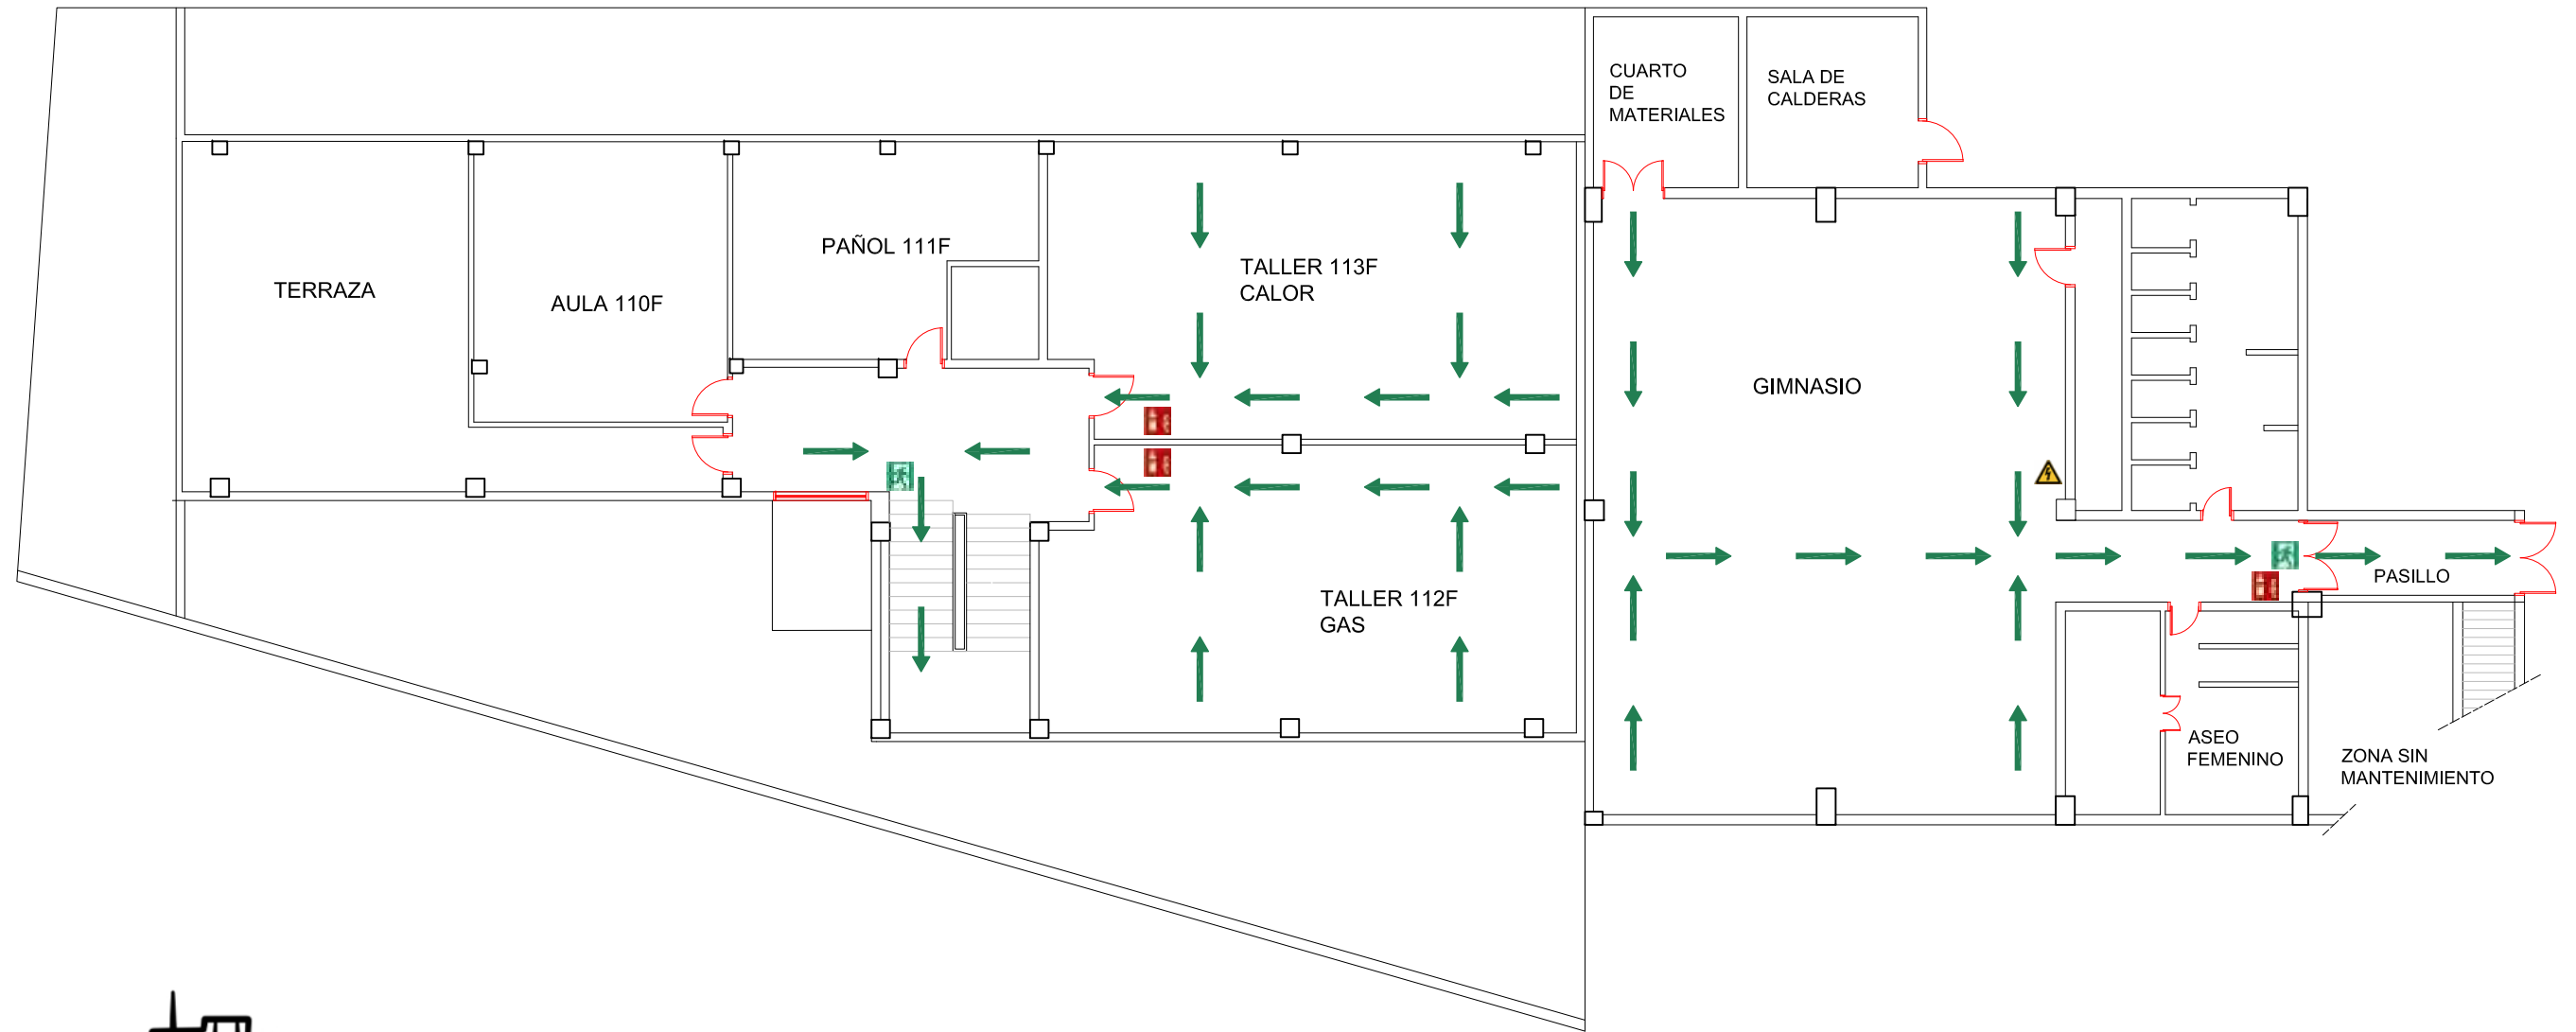 CUARTO
DE
MATERIALES
SALA DE
CALDERAS
TERRAZA
AULA 110F
PAÑOL 111F
TALLER 113F
CALOR
GIMNASIO
TALLER 112F
GAS
PASILLO
ASEO
FEMENINO
ZONA SIN
MANTENIMIENTO